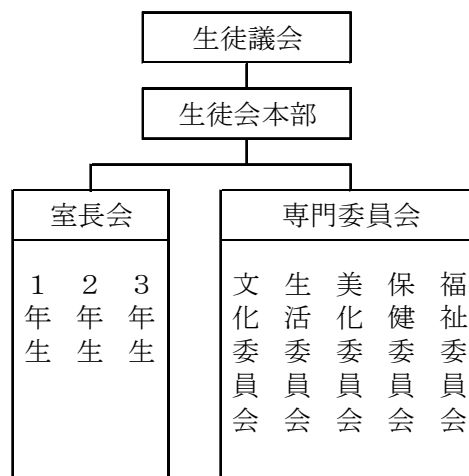 生徒議会
生徒会本部
室長会
1年生
2年生
3年生
専門委員会
文化委員会
生活委員会
美化委員会
保健委員会
福祉委員会